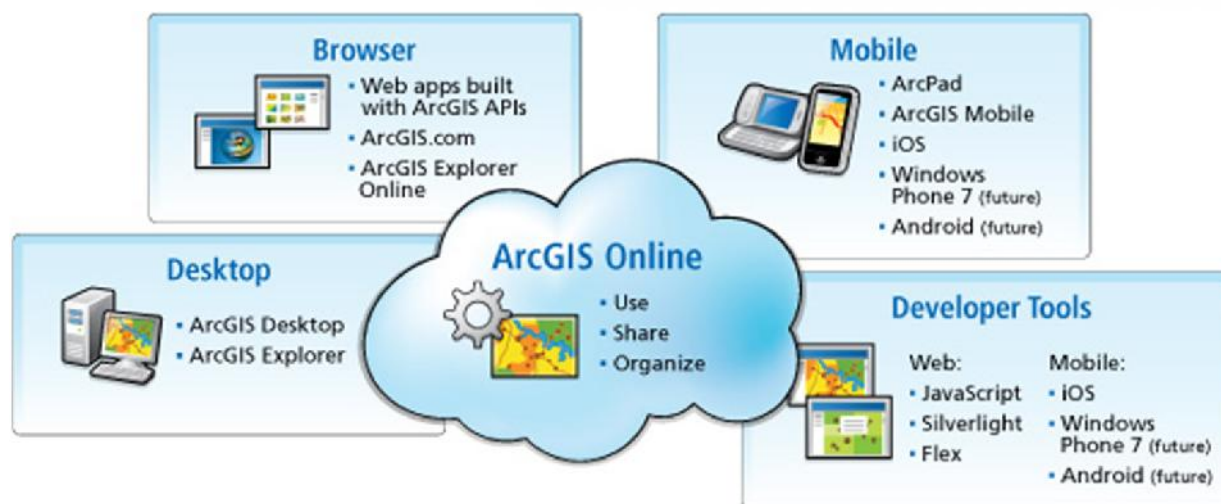 Browser
▪ Web apps built
with ArcGIS APIs
▪ ArcGIS.com
▪ ArcGIS Explorer
Online
Mobile
▪ ArcPad
▪ ArcGIS Mobile
▪ iOS
▪ Windows
Phone 7 (future)
▪ Android (future)
Desktop
▪ ArcGIS Desktop
▪ ArcGIS Explorer
ArcGIS Online
▪ Use
▪ Share
▪ Organize
Developer Tools
Web:
▪ JavaScript
▪ Silverlight
▪ Flex
Mobile:
▪ iOS
▪ Windows
Phone 7 (future)
▪ Android (future)